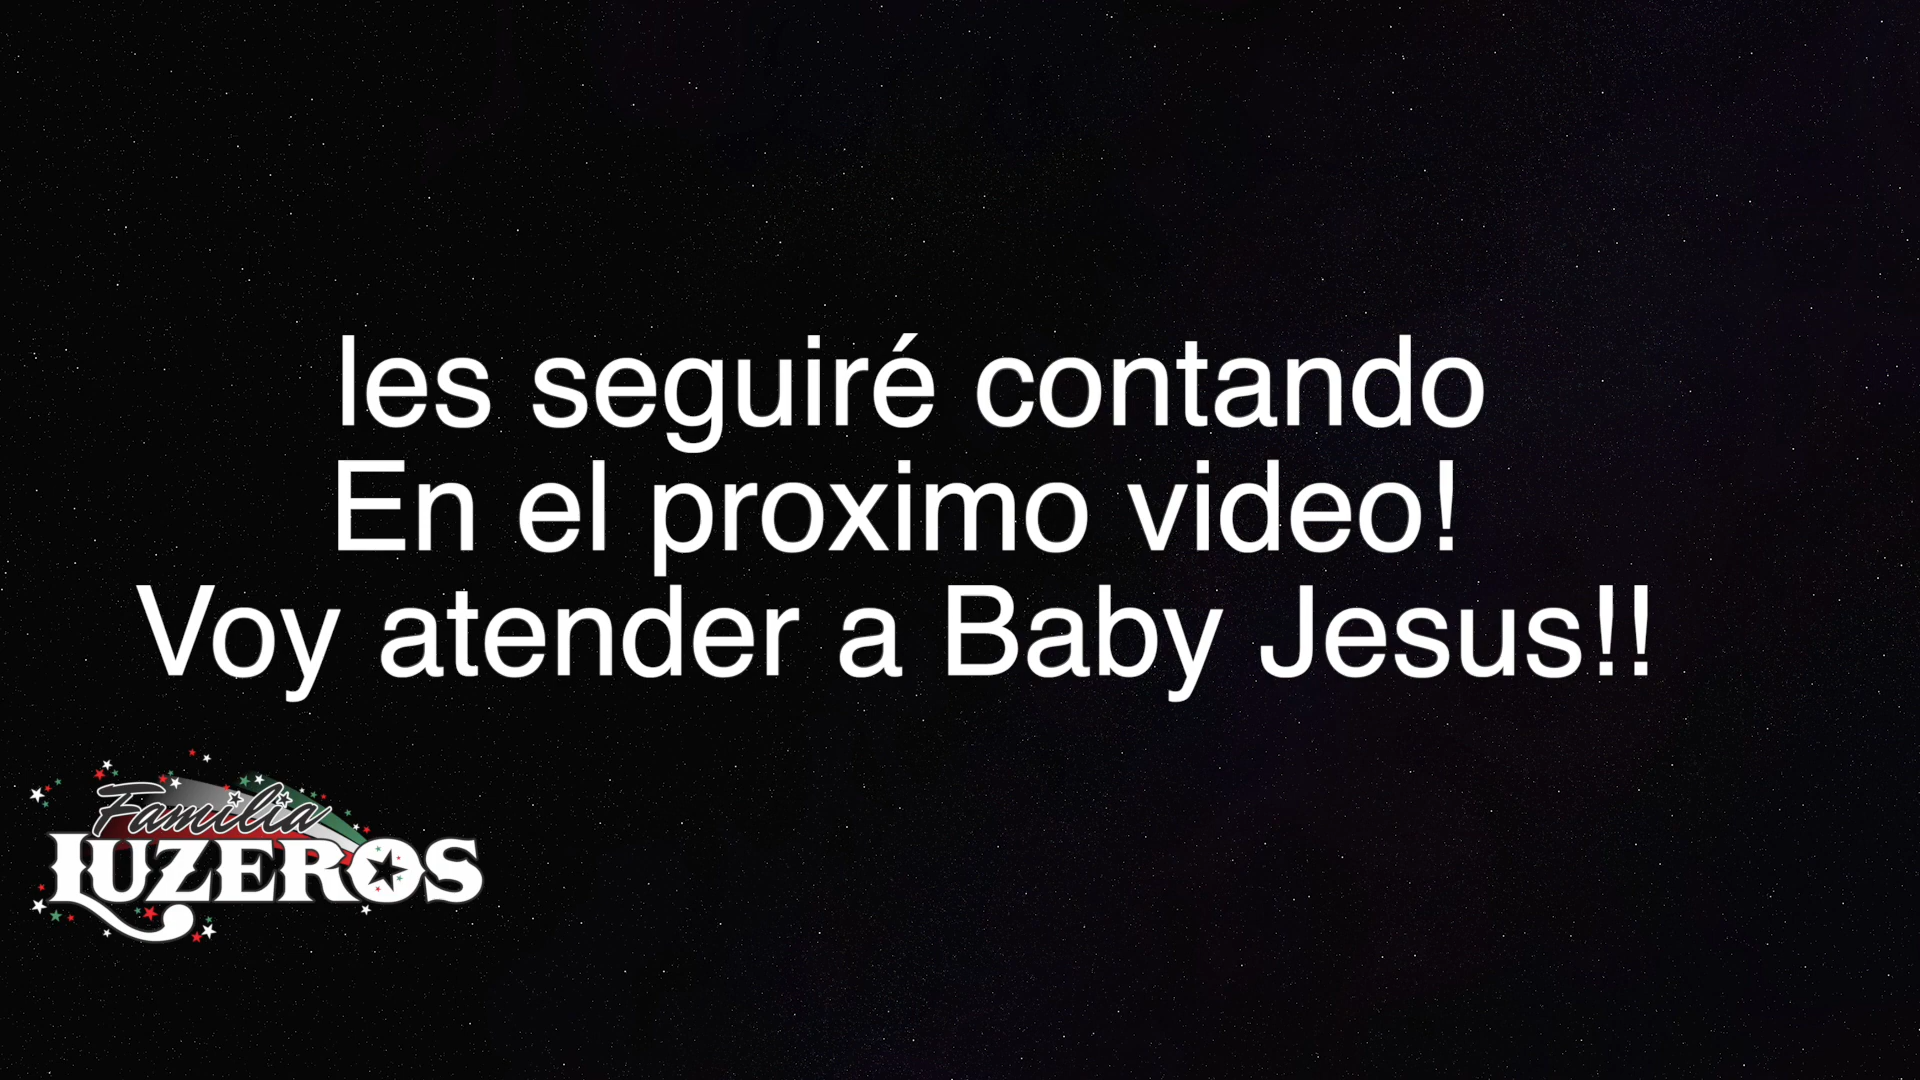 les seguiré contando
En el proximo video!
Voy atender a Baby Jesus!!
Familia
LUZEROS